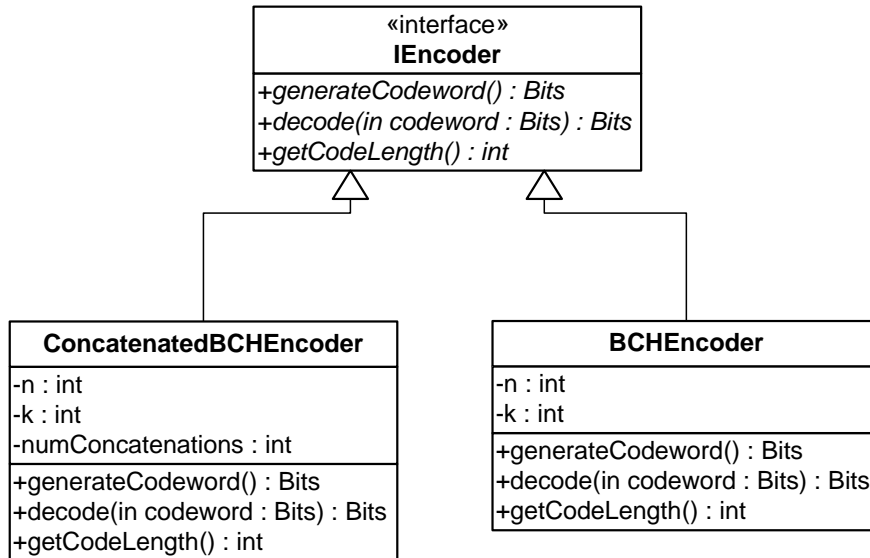 «interface»
IEncoder
+generateCodeword() : Bits
+decode(in codeword : Bits) : Bits
+getCodeLength() : int
ConcatenatedBCHEncoder
-n : int
-k : int
-numConcatenations : int
+generateCodeword() : Bits
+decode(in codeword : Bits) : Bits
+getCodeLength() : int
BCHEncoder
-n : int
-k : int
+generateCodeword() : Bits
+decode(in codeword : Bits) : Bits
+getCodeLength() : int